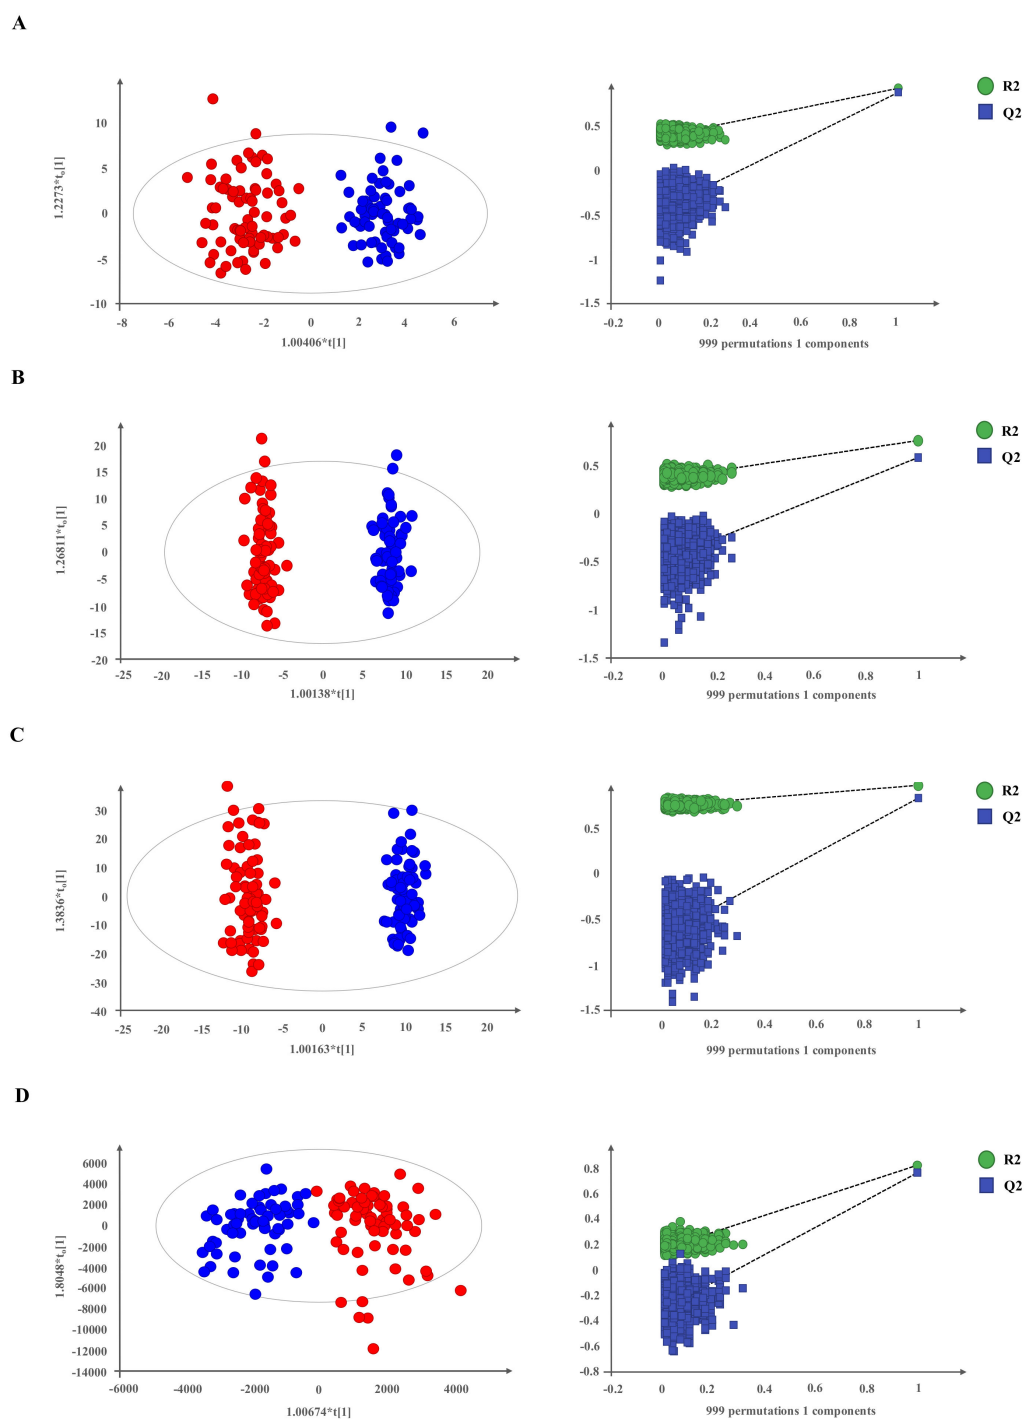 A
1.2273*to[1]
10
5
0
-5
-10
-8 -6 -4 -2 0 2 4 6
1.00406*t[1]
0.5
0
-0.5
-1
-1.5
-0.2 0 0.2 0.4 0.6 0.8 1
999 permutations 1 components
R2
Q2
B
1.26811*to[1]
20
15
10
5
0
-5
-10
-15
-20
-25 -20 -15 -10 -5 0 5 10 15 20
1.00138*t[1]
0.5
0
-0.5
-1
-1.5
-0.2 0 0.2 0.4 0.6 0.8 1
999 permutations 1 components
R2
Q2
C
1.3836*to[1]
30
20
10
0
-10
-20
-30
-40
-25 -20 -15 -10 -5 0 5 10 15 20
1.00163*t[1]
0.5
0
-0.5
-1
-1.5
0 0.2 0.4 0.6 0.8 1
999 permutations 1 components
R2
Q2
D
1.8048*to[1]
6000
4000
2000
0
-2000
-4000
-6000
-8000
-10000
-12000
-14000
-6000 -4000 -2000 0 2000 4000
1.00674*t[1]
0.8
0.6
0.4
0.2
0
-0.2
-0.4
-0.6
-0.8
-0.2 0 0.2 0.4 0.6 0.8 1
999 permutations 1 components
R2
Q2